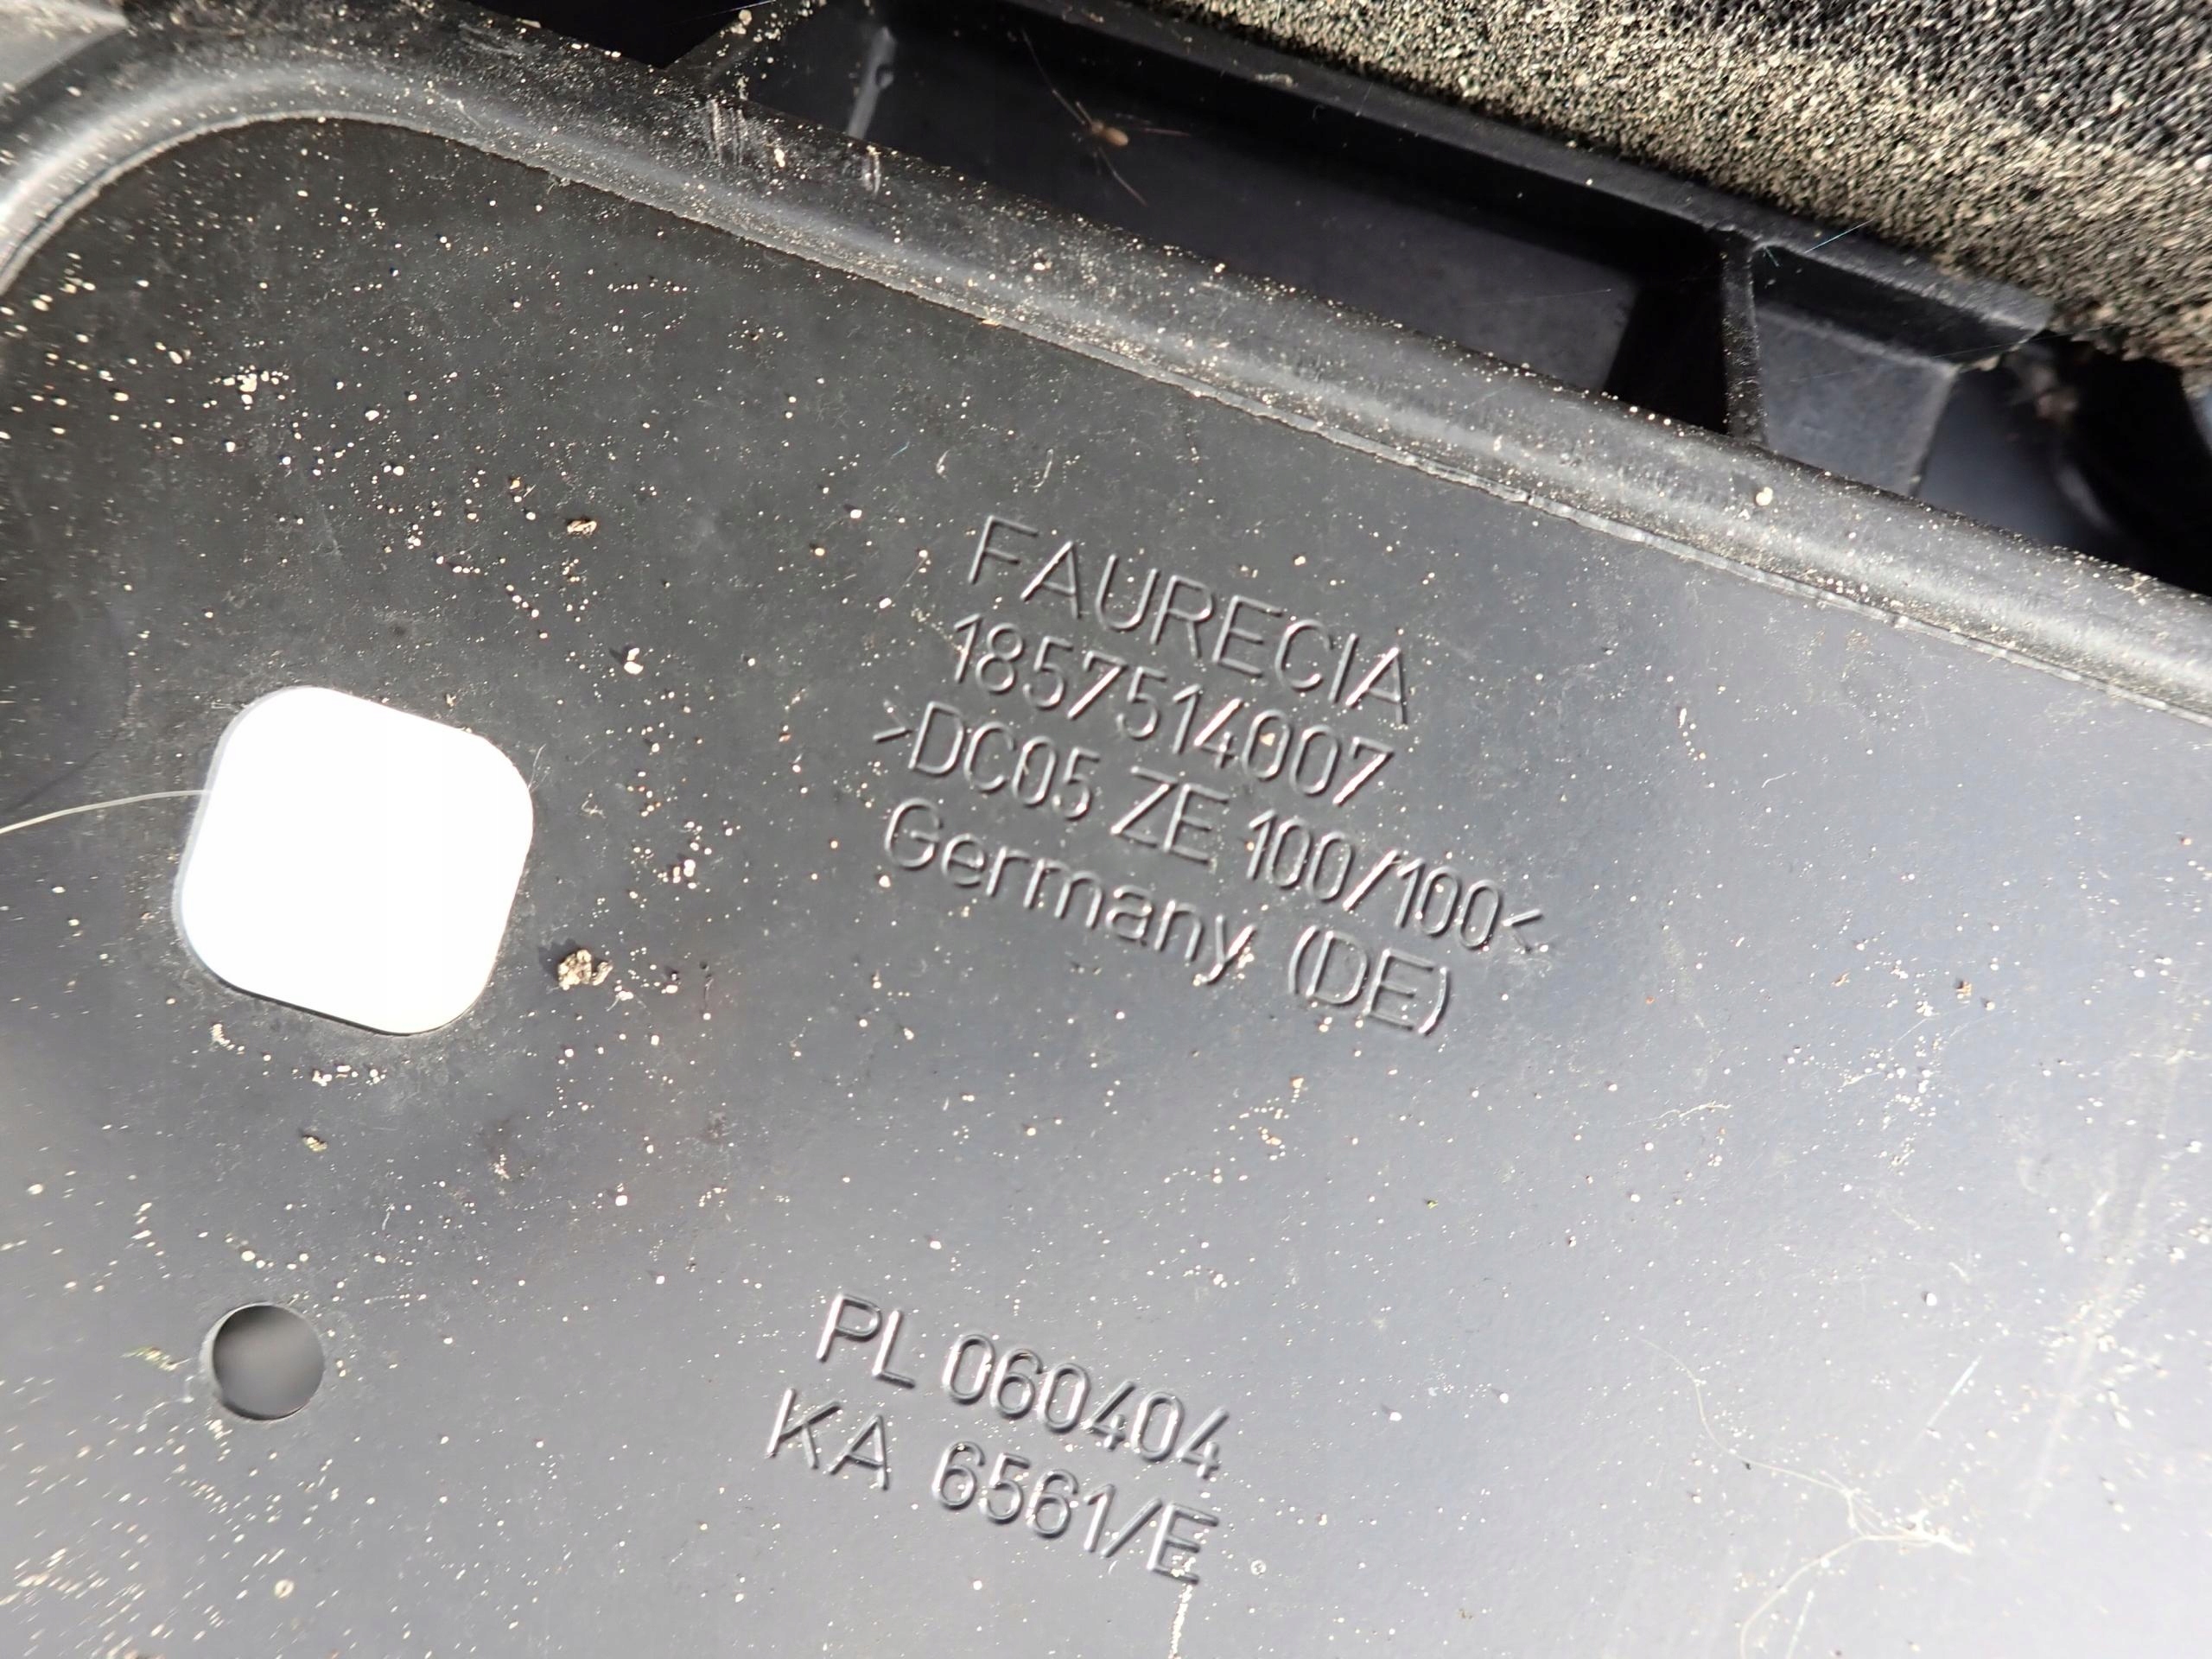 FAURECIA
1857514007
>DC05 ZE 100/100<
Germany (DE)
PL 060404
KA 6561/E